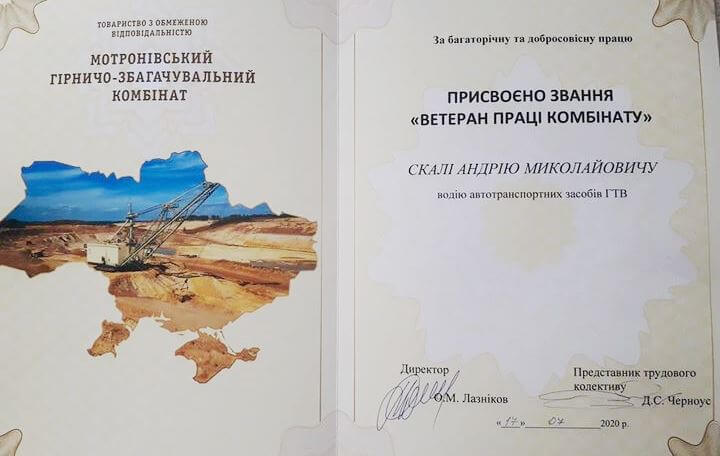 ТОВАРИСТВО З ОБМЕЖЕНОЮ
ВІДПОВІДАЛЬНІСТЮ
МОТРОНІВСЬКИЙ
ГІРНИЧО-ЗБАГАЧУВАЛЬНИЙ
КОМБІНАТ
За багаторічну та добросовісну працю
ПРИСВОЄНО ЗВАННЯ
«ВЕТЕРАН ПРАЦІ КОМБІНАТУ»
СКАЛІ АНДРІЮ МИКОЛАЙОВИЧУ
водію автотранспортних засобів ГТВ
Директор
О.М. Лазніков
Представник трудового
колективу
Д.С. Черноус
«17» 07 2020 р.